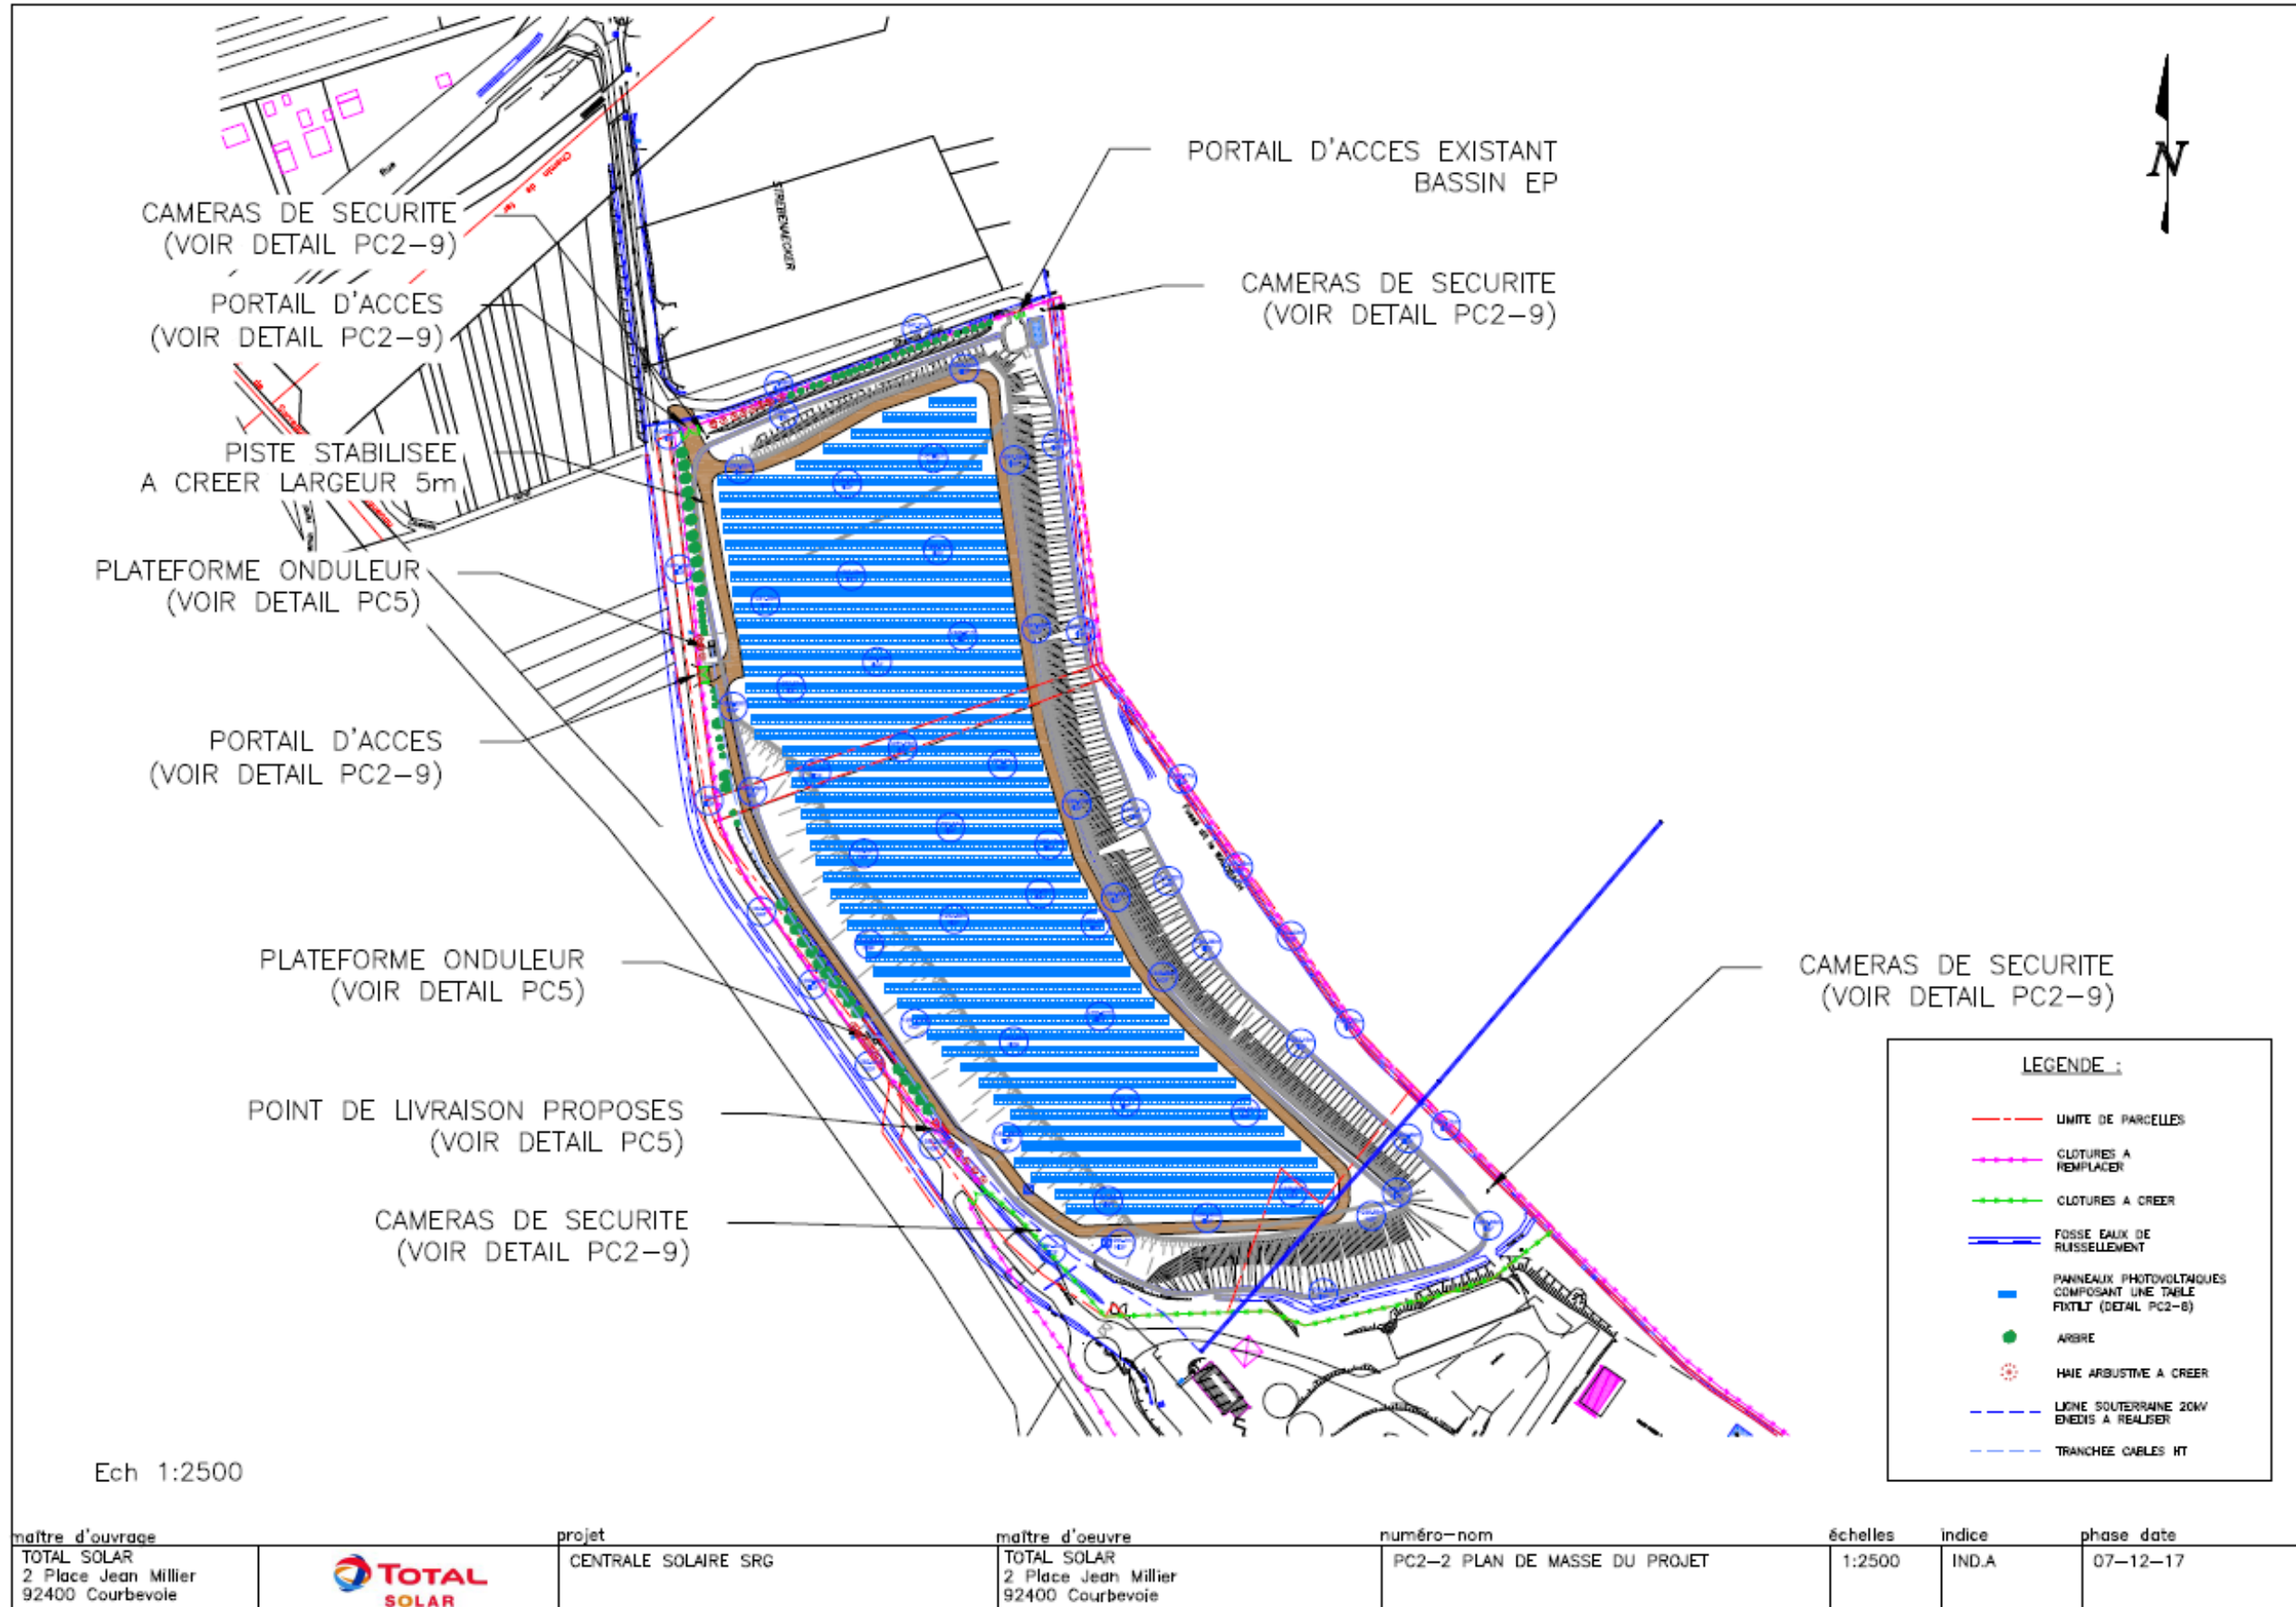 PORTAIL D'ACCES EXISTANT
BASSIN EP
N
CAMERAS DE SECURITE
(VOIR DETAIL PC2-9)
Rue
Chemin de fer
STREBENAECKER
CAMERAS DE SECURITE
(VOIR DETAIL PC2-9)
PORTAIL D'ACCES
(VOIR DETAIL PC2-9)
PISTE STABILISEE
A CREER LARGEUR 5m
PLATEFORME ONDULEUR
(VOIR DETAIL PC5)
PORTAIL D'ACCES
(VOIR DETAIL PC2-9)
PLATEFORME ONDULEUR
(VOIR DETAIL PC5)
CAMERAS DE SECURITE
(VOIR DETAIL PC2-9)
POINT DE LIVRAISON PROPOSES
(VOIR DETAIL PC5)
CAMERAS DE SECURITE
(VOIR DETAIL PC2-9)
LEGENDE :
LIMITE DE PARCELLES
CLOTURES A
REMPLACER
CLOTURES A CREER
FOSSE EAUX DE
RUISSELLEMENT
PANNEAUX PHOTOVOLTAIQUES
COMPOSANT UNE TABLE
FIXTILT (DETAIL PC2-8)
ARBRE
HAIE ARBUSTIVE A CREER
LIGNE SOUTERRAINE 20kV
ENEDIS A REALISER
TRANCHEE CABLES HT
Ech 1:2500
maître d'ouvrage
TOTAL SOLAR
2 Place Jean Millier
92400 Courbevoie
TOTAL
SOLAR
projet
CENTRALE SOLAIRE SRG
maître d'oeuvre
TOTAL SOLAR
2 Place Jean Millier
92400 Courbevoie
numéro-nom
PC2-2 PLAN DE MASSE DU PROJET
échelles
1:2500
indice
IND.A
phase date
07-12-17